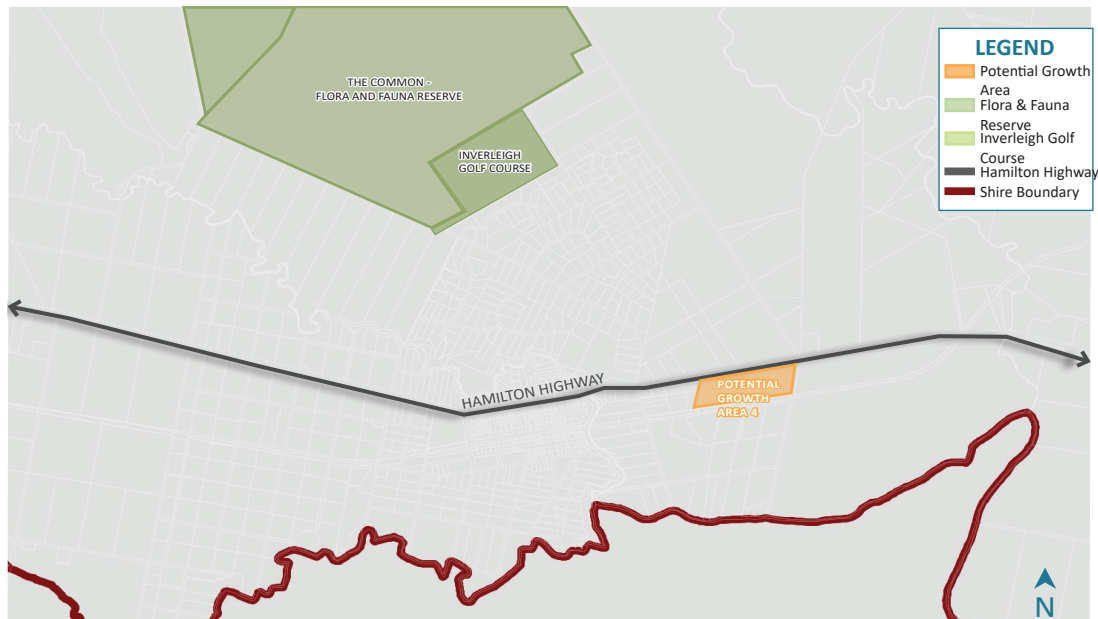 THE COMMON -
FLORA AND FAUNA RESERVE
INVERLEIGH
GOLF COURSE
LEGEND
Potential Growth
Area
Flora & Fauna
Reserve
Inverleigh Golf
Course
Hamilton Highway
Shire Boundary
HAMILTON HIGHWAY
POTENTIAL
GROWTH
AREA 4
N